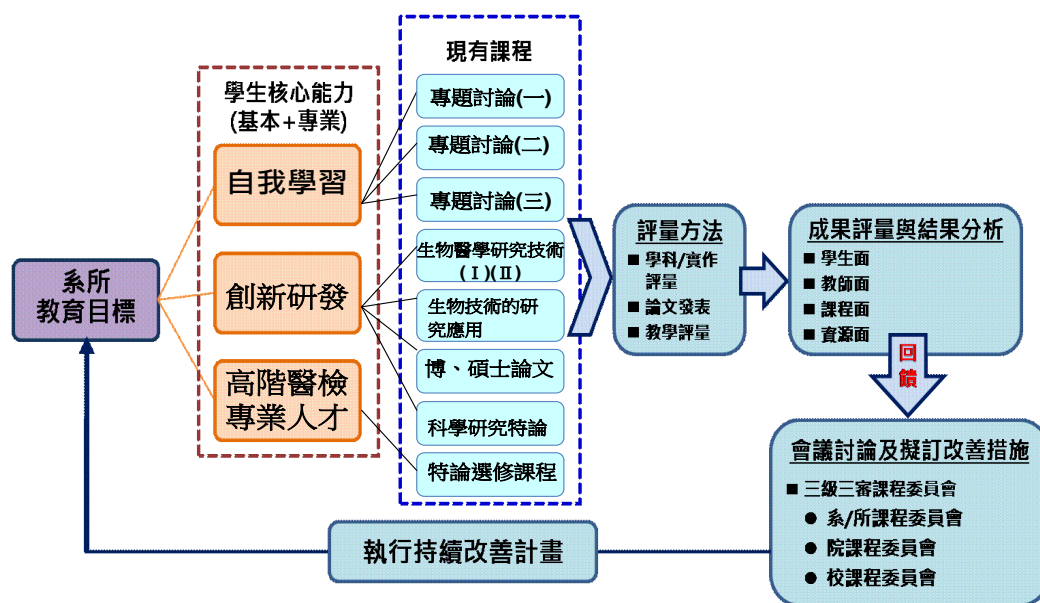 系所
教育目標
學生核心能力
(基本+專業)
自我學習
創新研發
高階醫檢
專業人才
現有課程
專題討論(一)
專題討論(二)
專題討論(三)
生物醫學研究技術
(Ⅰ)(Ⅱ)
生物技術的研
究應用
博、碩士論文
科學研究特論
特論選修課程
評量方法
■ 學科/實作
評量
■ 論文發表
■ 教學評量
成果評量與結果分析
■ 學生面
■ 教師面
■ 課程面
■ 資源面
回
饋
會議討論及擬訂改善措施
■ 三級三審課程委員會
● 系/所課程委員會
● 院課程委員會
● 校課程委員會
執行持續改善計畫